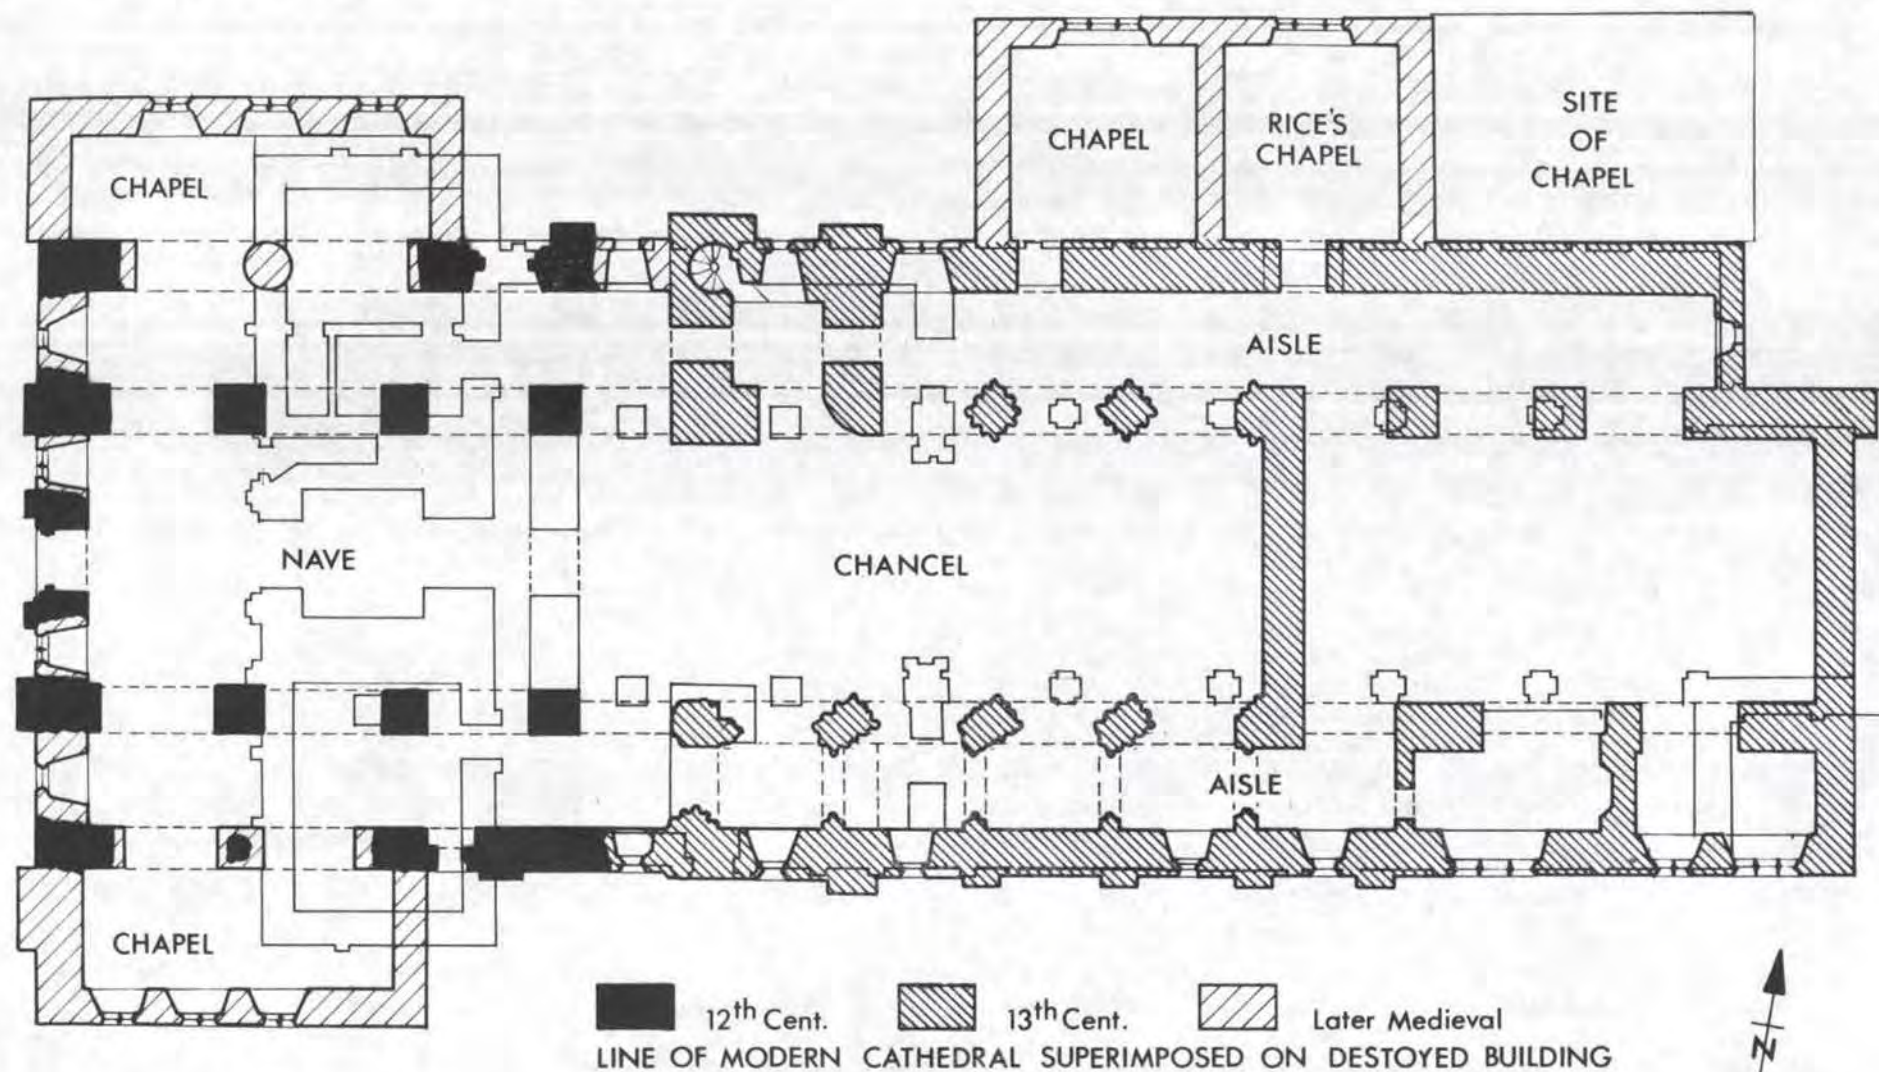 CHAPEL
RICE'S
CHAPEL
SITE
OF
CHAPEL
CHAPEL
AISLE
NAVE
CHANCEL
AISLE
CHAPEL
12th Cent.
13th Cent.
Later Medieval
LINE OF MODERN CATHEDRAL SUPERIMPOSED ON DESTOYED BUILDING
N